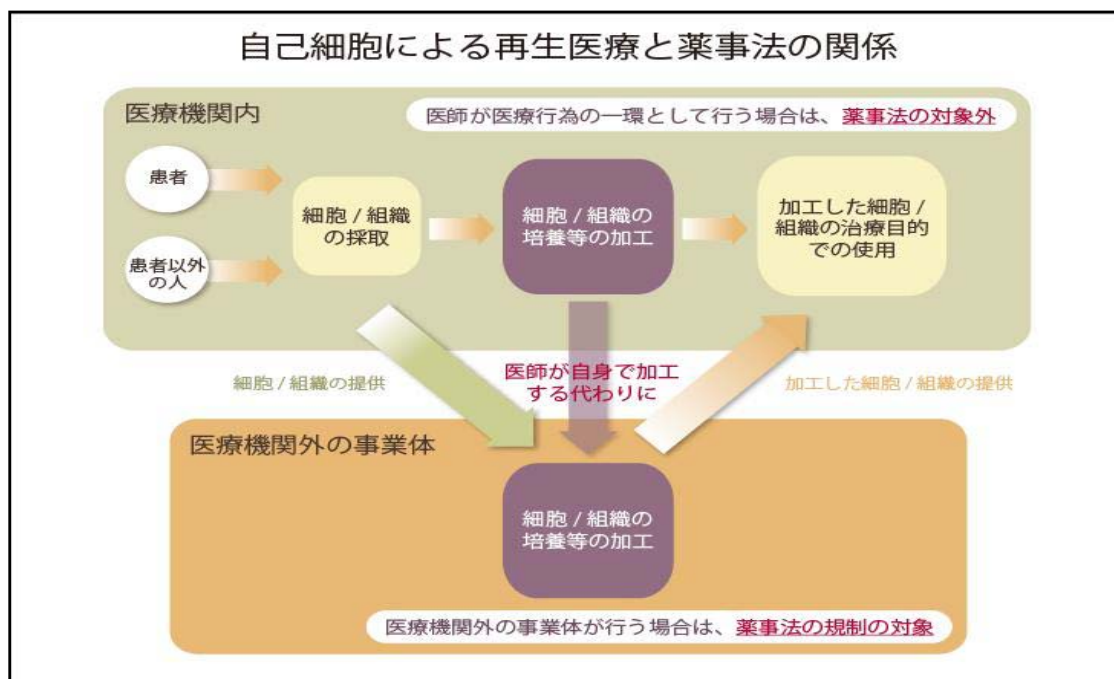 自己細胞による再生医療と薬事法の関係
医療機関内
医師が医療行為の一環として行う場合は、薬事法の対象外
患者
患者以外
の人
細胞 / 組織
の採取
細胞 / 組織の
培養等の加工
加工した細胞 /
組織の治療目的
での使用
細胞 / 組織の提供
医師が自身で加工
する代わりに
加工した細胞 / 組織の提供
医療機関外の事業体
細胞 / 組織の
培養等の加工
医療機関外の事業体が行う場合は、薬事法の規制の対象